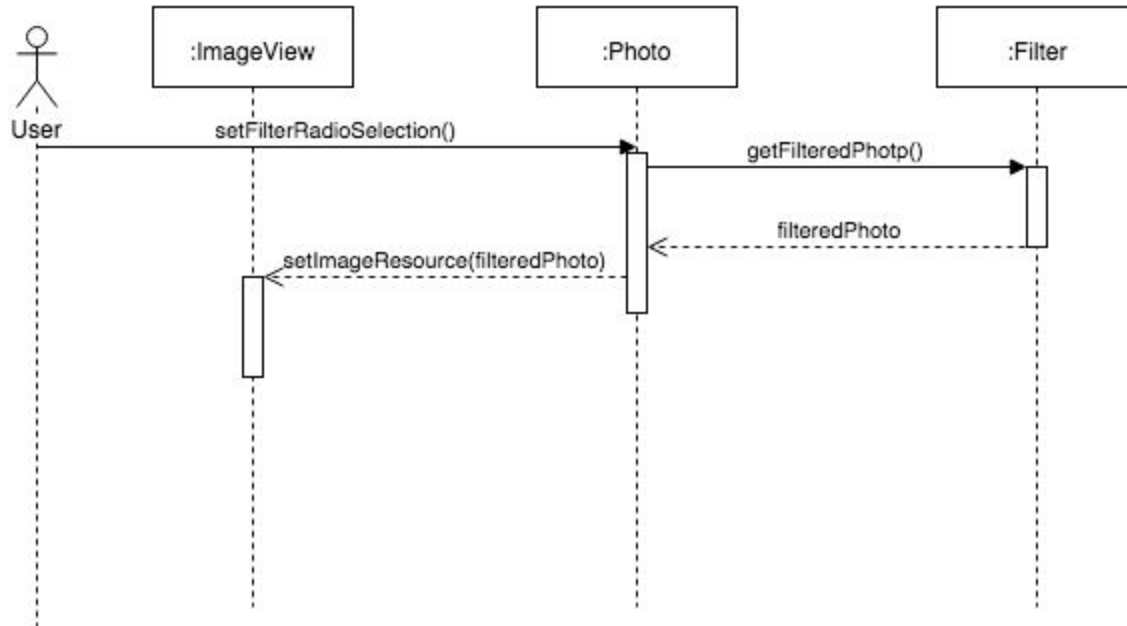 :ImageView
:Photo
:Filter
User
setFilterRadioSelection()
getFilteredPhotp()
filteredPhoto
setImageResource(filteredPhoto)